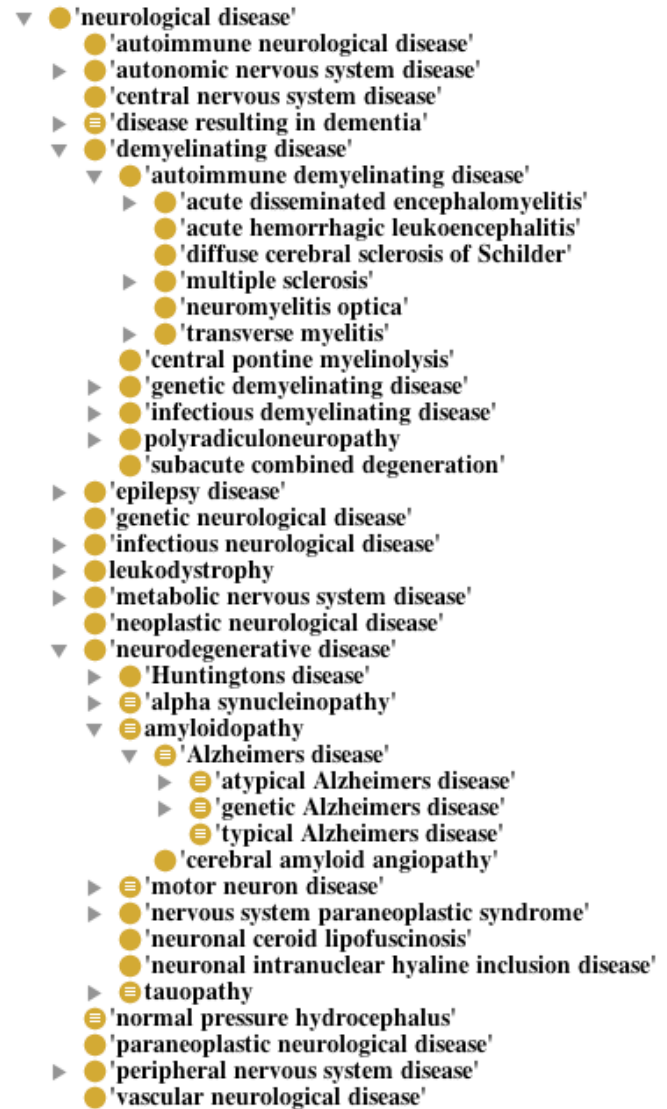 'neurological disease'
'autoimmune neurological disease'
'autonomic nervous system disease'
'central nervous system disease'
'disease resulting in dementia'
'demyelinating disease'
'autoimmune demyelinating disease'
'acute disseminated encephalomyelitis'
'acute hemorrhagic leukoencephalitis'
'diffuse cerebral sclerosis of Schilder'
'multiple sclerosis'
'neuromyelitis optica'
'transverse myelitis'
'central pontine myelinolysis'
'genetic demyelinating disease'
'infectious demyelinating disease'
polyradiculoneuropathy
'subacute combined degeneration'
'epilepsy disease'
'genetic neurological disease'
'infectious neurological disease'
leukodystrophy
'metabolic nervous system disease'
'neoplastic neurological disease'
'neurodegenerative disease'
'Huntingtons disease'
'alpha synucleinopathy'
amyloidopathy
'Alzheimers disease'
'atypical Alzheimers disease'
'genetic Alzheimers disease'
'typical Alzheimers disease'
'cerebral amyloid angiopathy'
'motor neuron disease'
'nervous system paraneoplastic syndrome'
'neuronal ceroid lipofuscinosis'
'neuronal intranuclear hyaline inclusion disease'
tauopathy
'normal pressure hydrocephalus'
'paraneoplastic neurological disease'
'peripheral nervous system disease'
'vascular neurological disease'